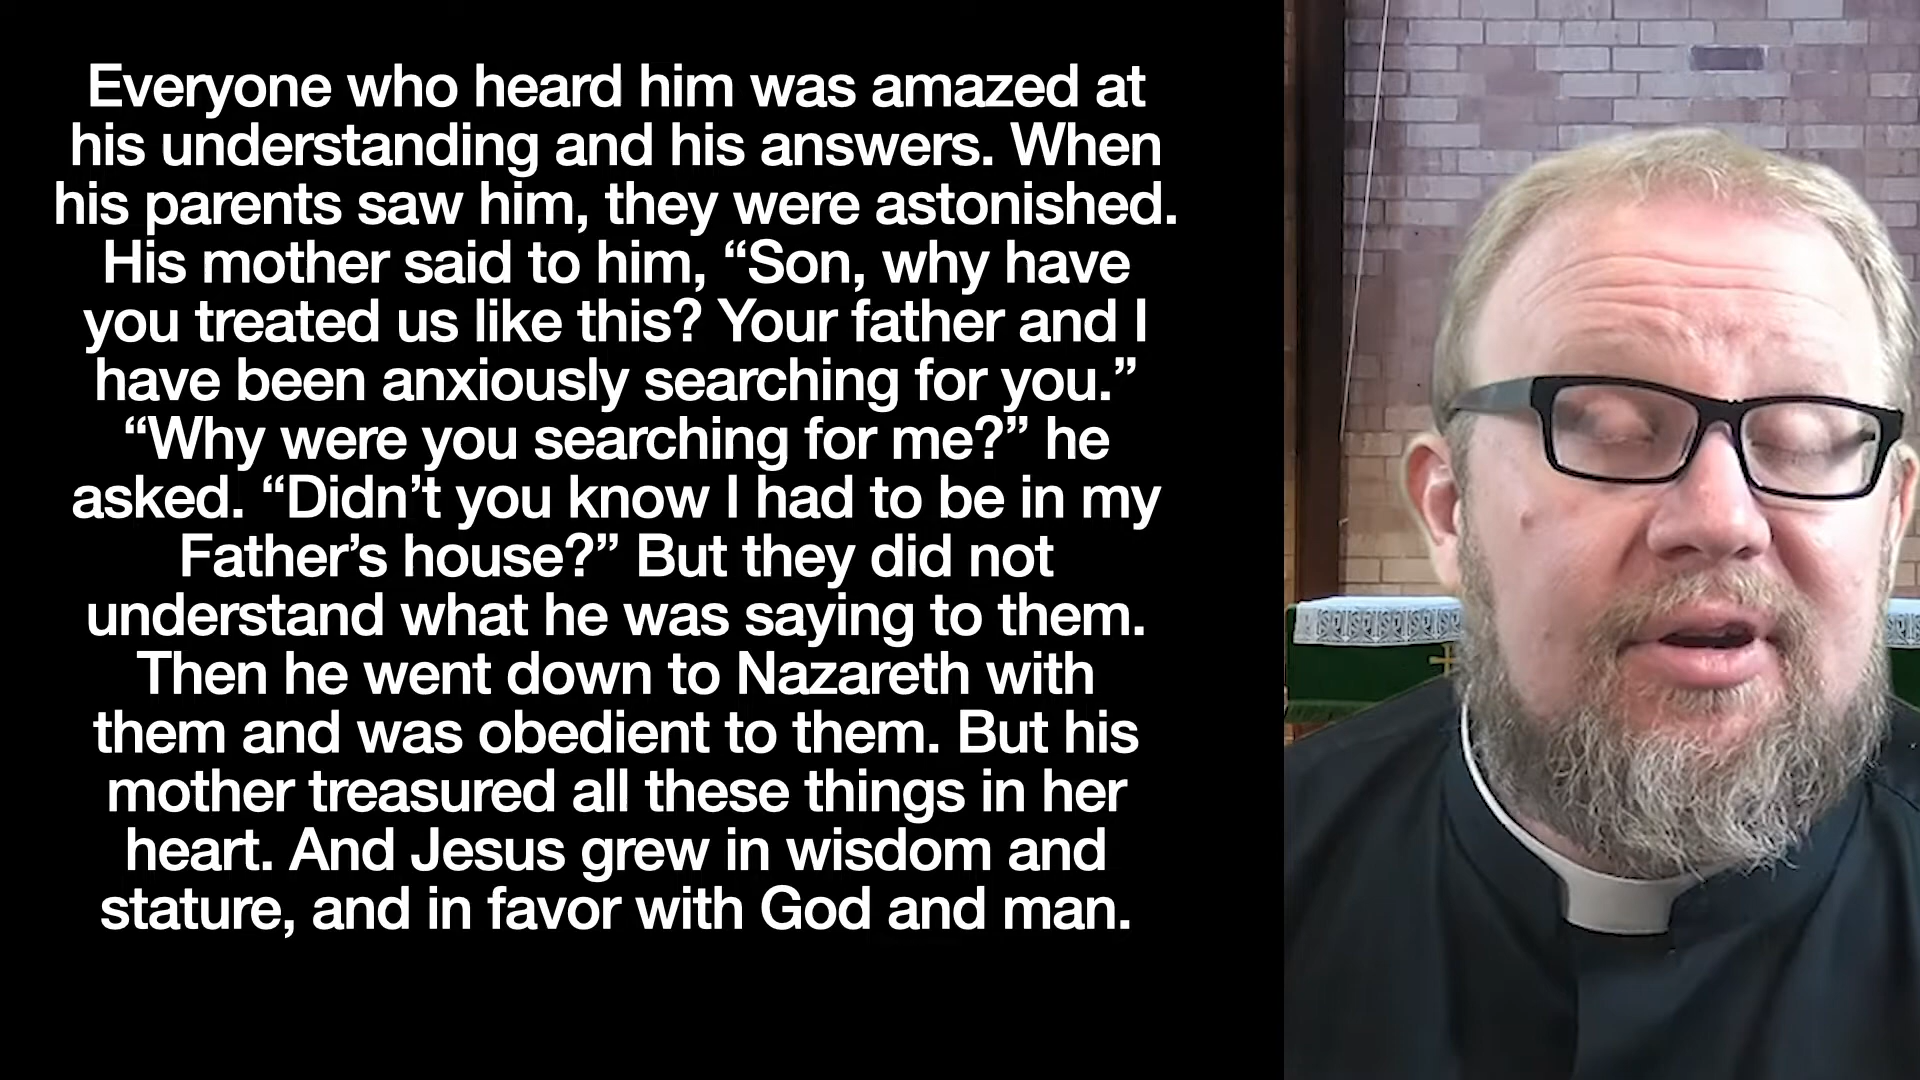 Everyone who heard him was amazed at
his understanding and his answers. When
his parents saw him, they were astonished.
His mother said to him, “Son, why have
you treated us like this? Your father and I
have been anxiously searching for you.”
“Why were you searching for me?” he
asked. “Didn’t you know I had to be in my
Father’s house?” But they did not
understand what he was saying to them.
Then he went down to Nazareth with
them and was obedient to them. But his
mother treasured all these things in her
heart. And Jesus grew in wisdom and
stature, and in favor with God and man.